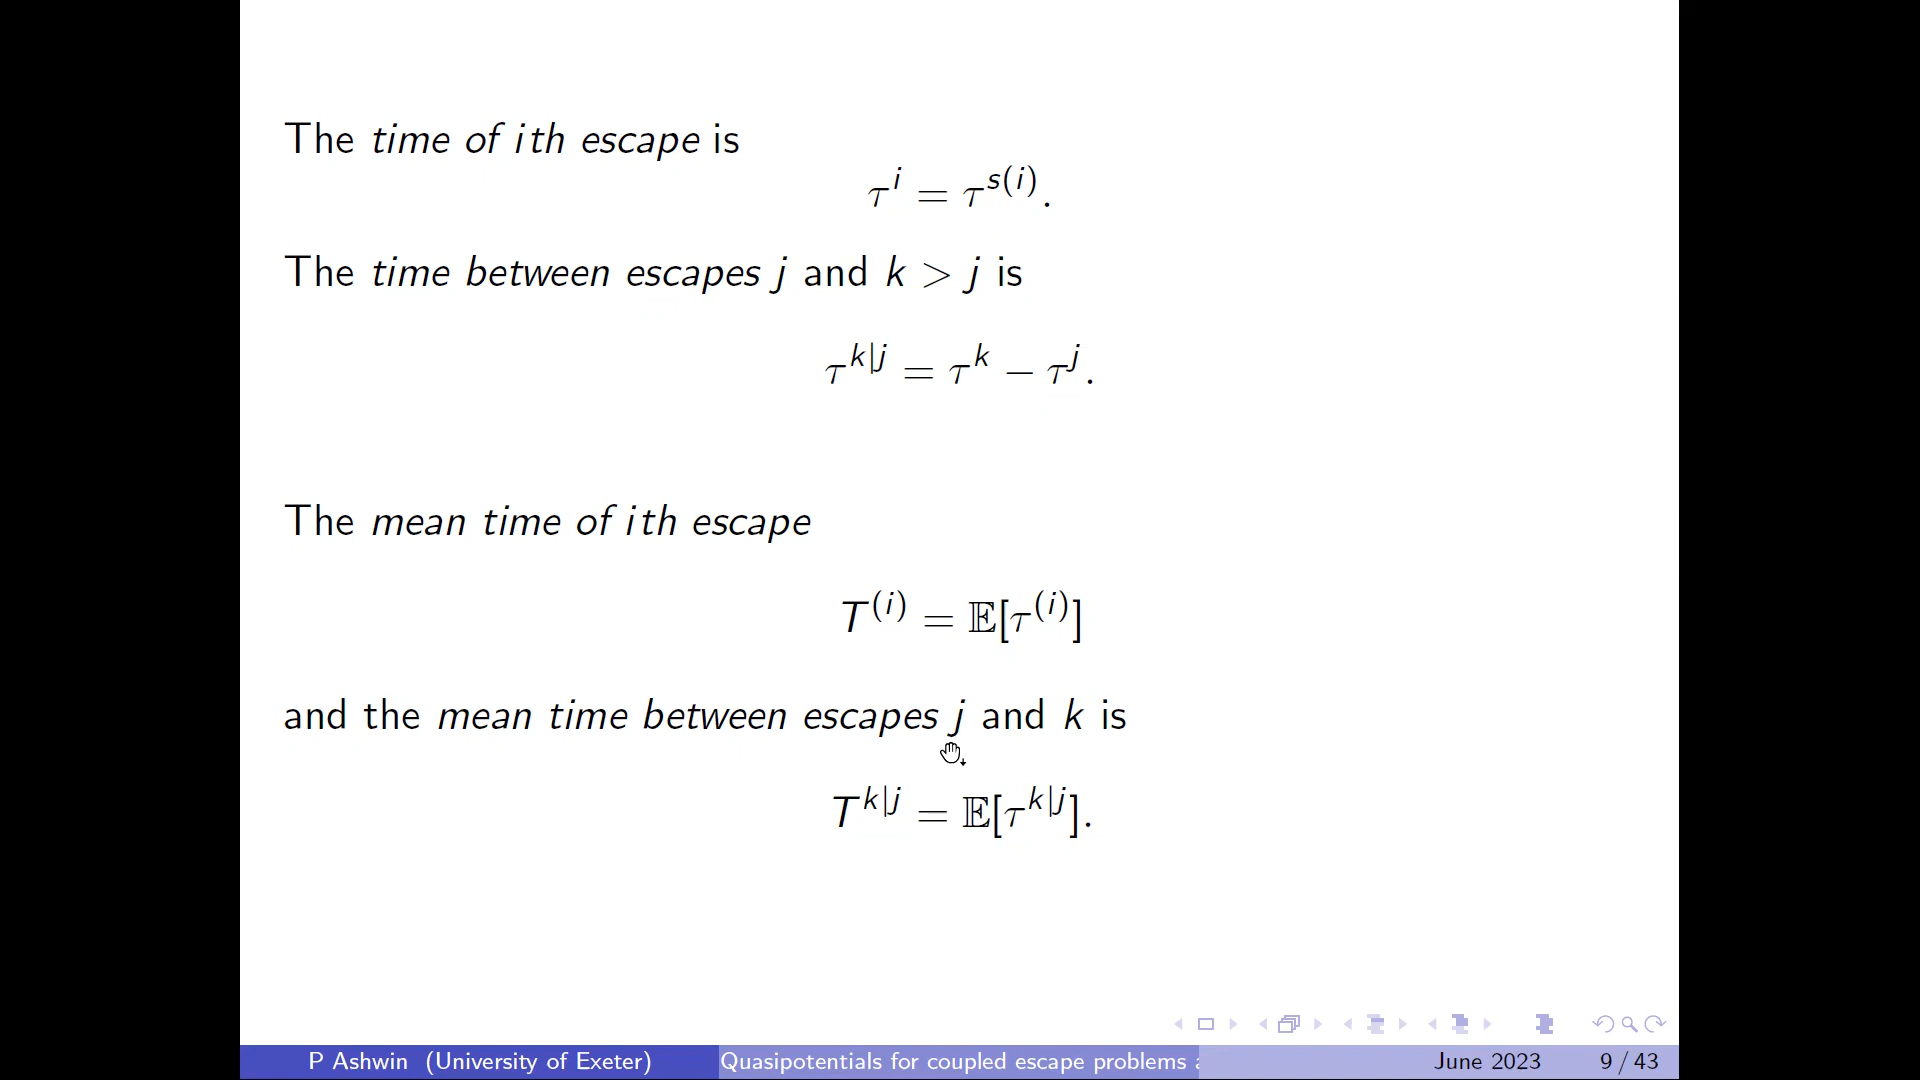 The time of ith escape is
τ^i = τ^{s(i)}.
The time between escapes j and k > j is
τ^{k|j} = τ^k − τ^j.
The mean time of ith escape
T^{(i)} = 𝔼[τ^{(i)}]
and the mean time between escapes j and k is
T^{k|j} = 𝔼[τ^{k|j}].
P Ashwin (University of Exeter) Quasipotentials for coupled escape problems June 2023 9 / 43